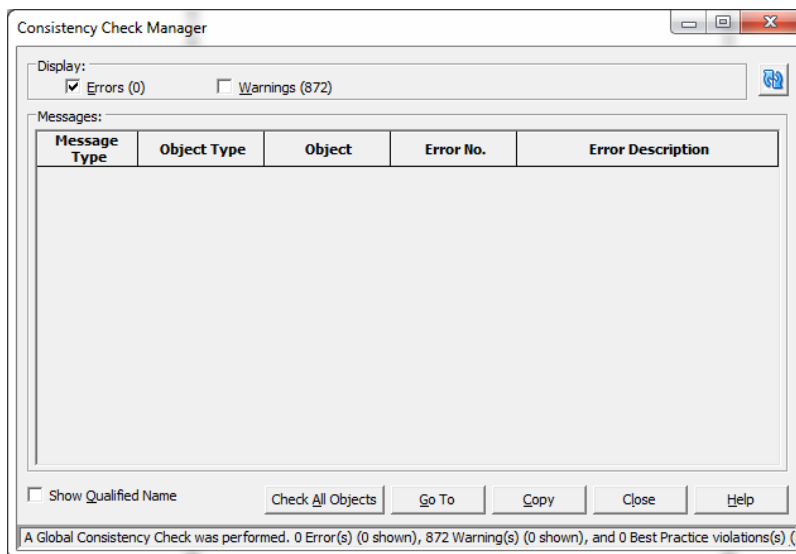 Consistency Check Manager
Display:
Errors (0) Warnings (872)
Messages:
Message Type Object Type Object Error No. Error Description
Show Qualified Name Check All Objects Go To Copy Close Help
A Global Consistency Check was performed. 0 Error(s) (0 shown), 872 Warning(s) (0 shown), and 0 Best Practice violations(s) (